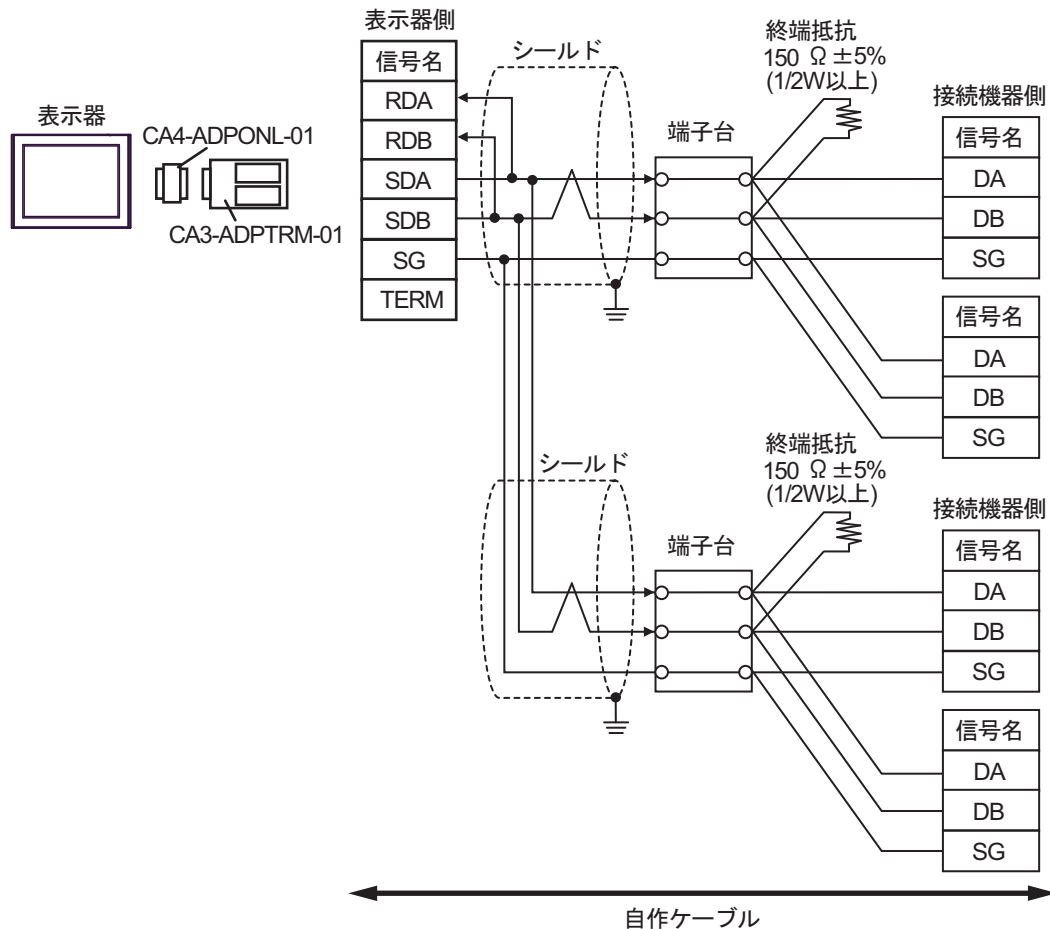 表示器
CA4-ADPONL-01
CA3-ADPTRM-01
表示器側
信号名
RDA
RDB
SDA
SDB
SG
TERM
シールド
端子台
終端抵抗
150 Ω ±5%
(1/2W以上)
接続機器側
信号名
DA
DB
SG
信号名
DA
DB
SG
シールド
端子台
終端抵抗
150 Ω ±5%
(1/2W以上)
接続機器側
信号名
DA
DB
SG
信号名
DA
DB
SG
自作ケーブル